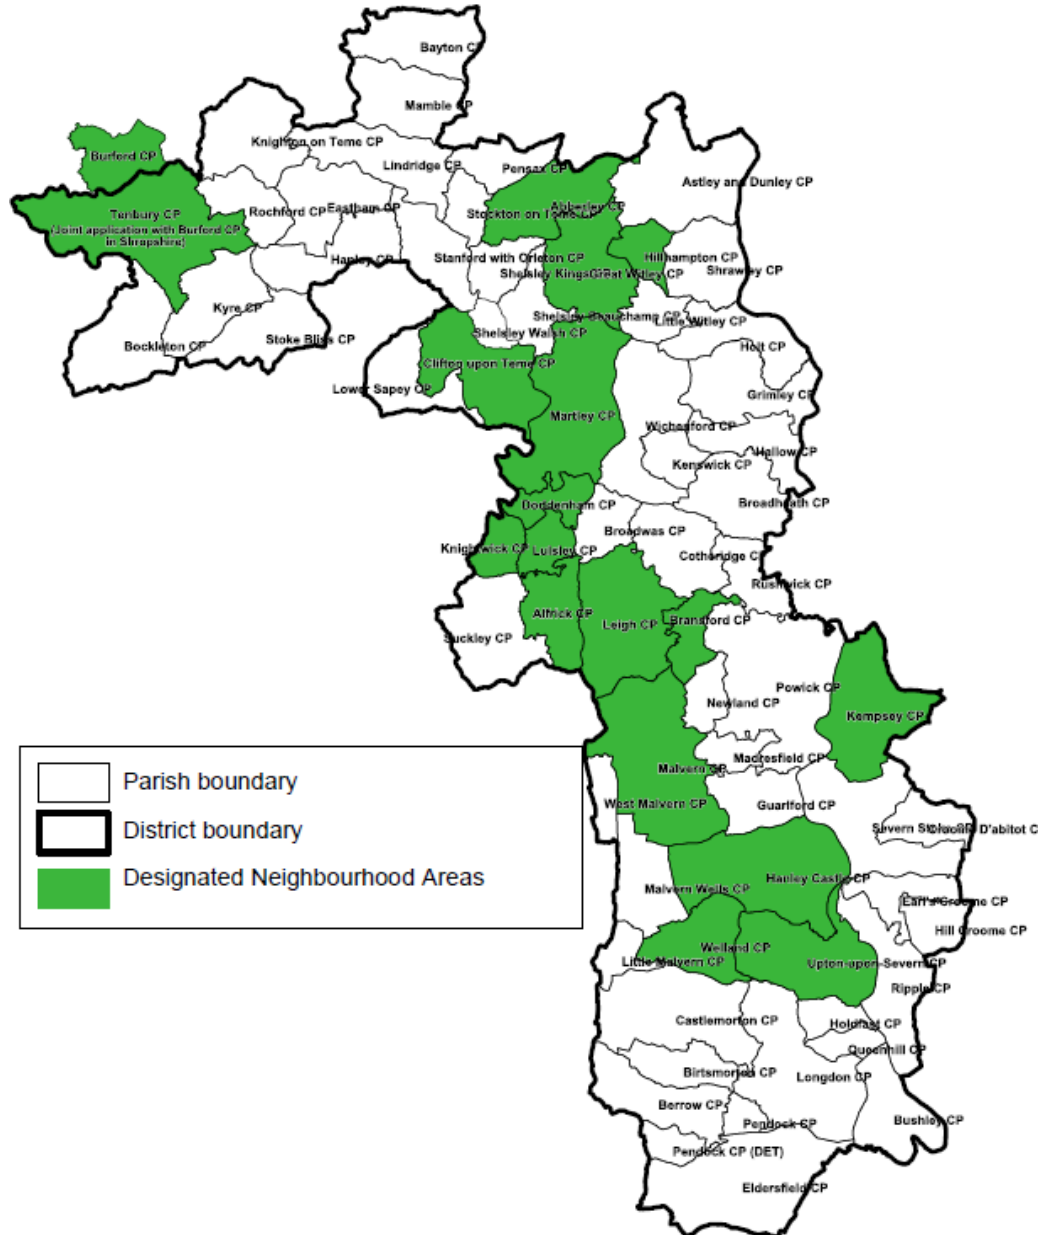 Bayton CP
Mamble CP
Knighton on Teme CP
Burford CP
Lindridge CP
Pensax CP
Astley and Dunley CP
Tenbury CP
(Joint application with Burford CP
in Shropshire)
Rochford CP
Eastham CP
Stockton on Teme CP
Abberley CP
Hanley CP
Stanford with Orleton CP
Hillhampton CP
Shelsley Kings CP
Great Witley CP
Shrawley CP
Kyre CP
Shelsley Beauchamp CP
Little Witley CP
Shelsley Walsh CP
Bockleton CP
Stoke Bliss CP
Holt CP
Clifton upon Teme CP
Lower Sapey CP
Grimley CP
Martley CP
Wichenford CP
Hallow CP
Kenswick CP
Doddenham CP
Broadheath CP
Broadwas CP
Knightwick CP
Lulsley CP
Cotheridge CP
Rushwick CP
Alfrick CP
Leigh CP
Bransford CP
Suckley CP
Powick CP
Newland CP
Kempsey CP
Malvern CP
Madresfield CP
West Malvern CP
Guarlford CP
Severn Stoke CP
D'abitot C
Malvern Wells CP
Hanley Castle CP
Earl's Croome CP
Hill Croome CP
Welland CP
Little Malvern CP
Upton-upon-Severn CP
Ripple CP
Castlemorton CP
Holdfast CP
Queenhill CP
Birtsmorton CP
Longdon CP
Berrow CP
Pendock CP
Bushley CP
Pendock CP (DET)
Eldersfield CP
Parish boundary
District boundary
Designated Neighbourhood Areas